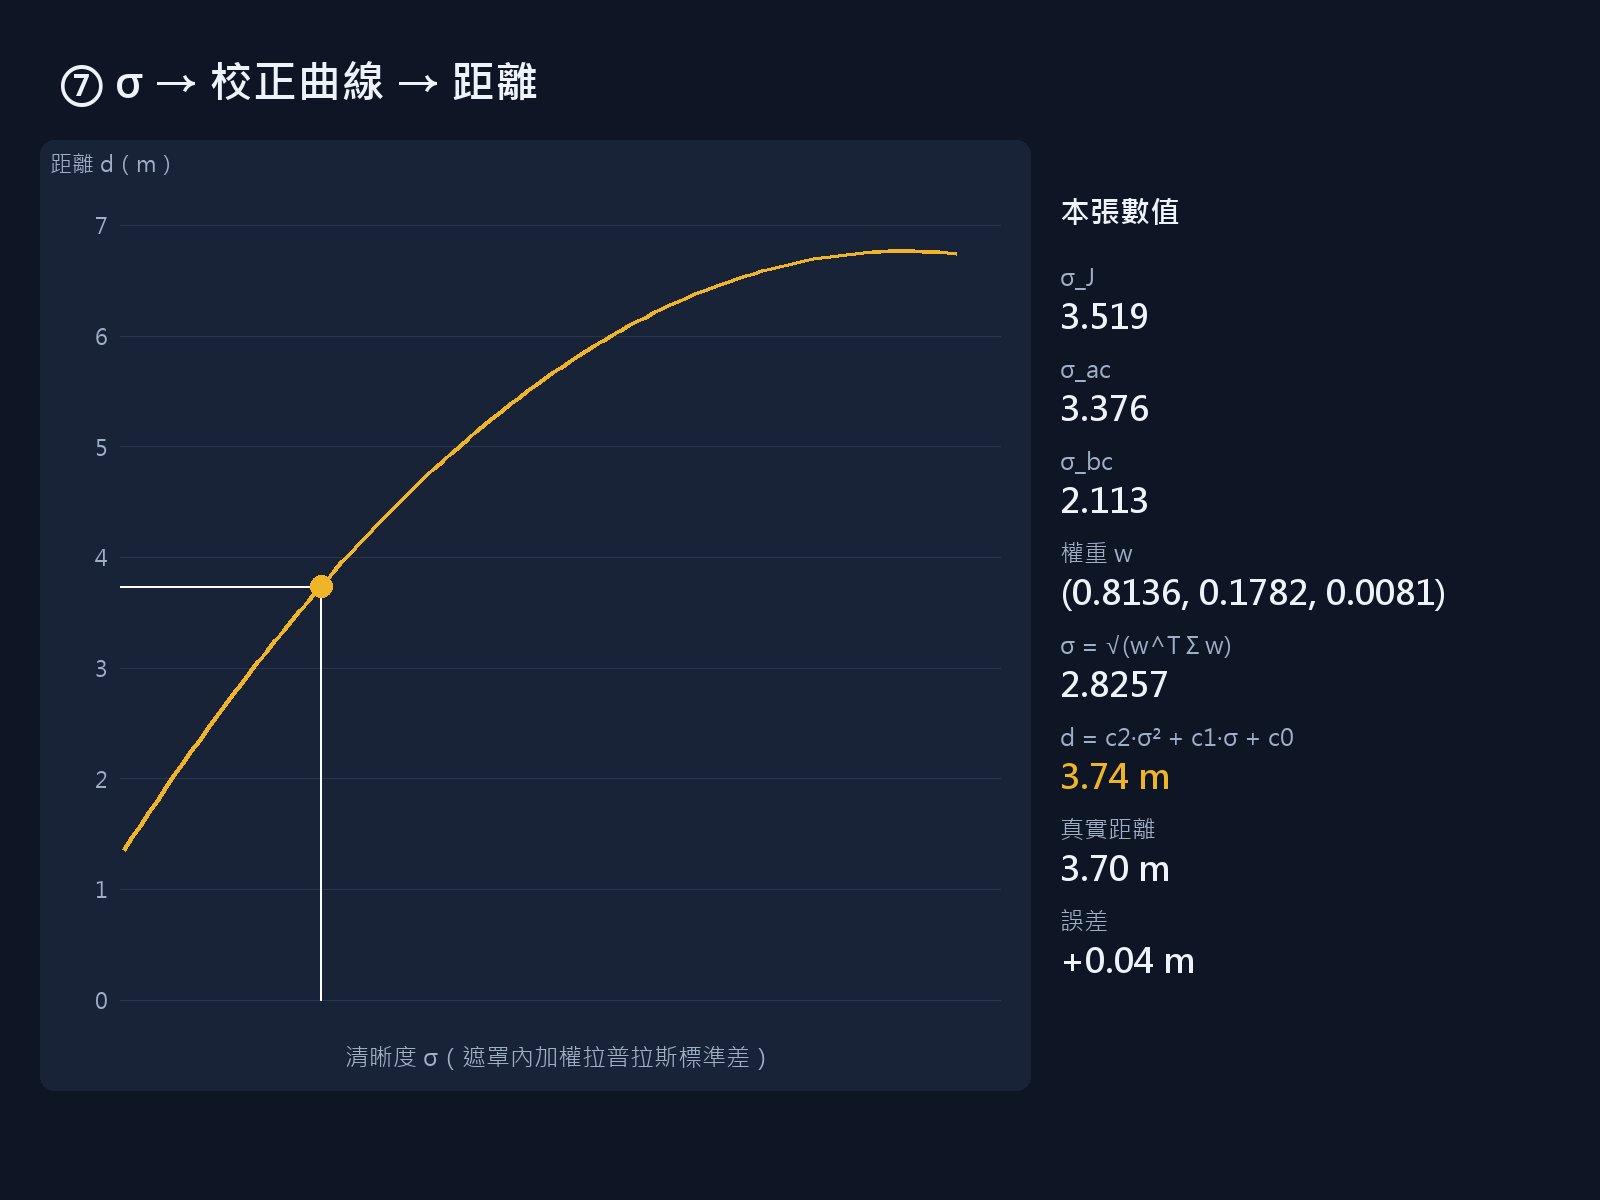 ⑦ σ → 校正曲線 → 距離
距離 d ( m )
7
6
5
4
3
2
1
0
清晰度 σ ( 遮罩內加權拉普拉斯標準差 )
本張數值
σ_J
3.519
σ_ac
3.376
σ_bc
2.113
權重 w
(0.8136, 0.1782, 0.0081)
σ = √(w^T Σ w)
2.8257
d = c2·σ² + c1·σ + c0
3.74 m
真實距離
3.70 m
誤差
+0.04 m